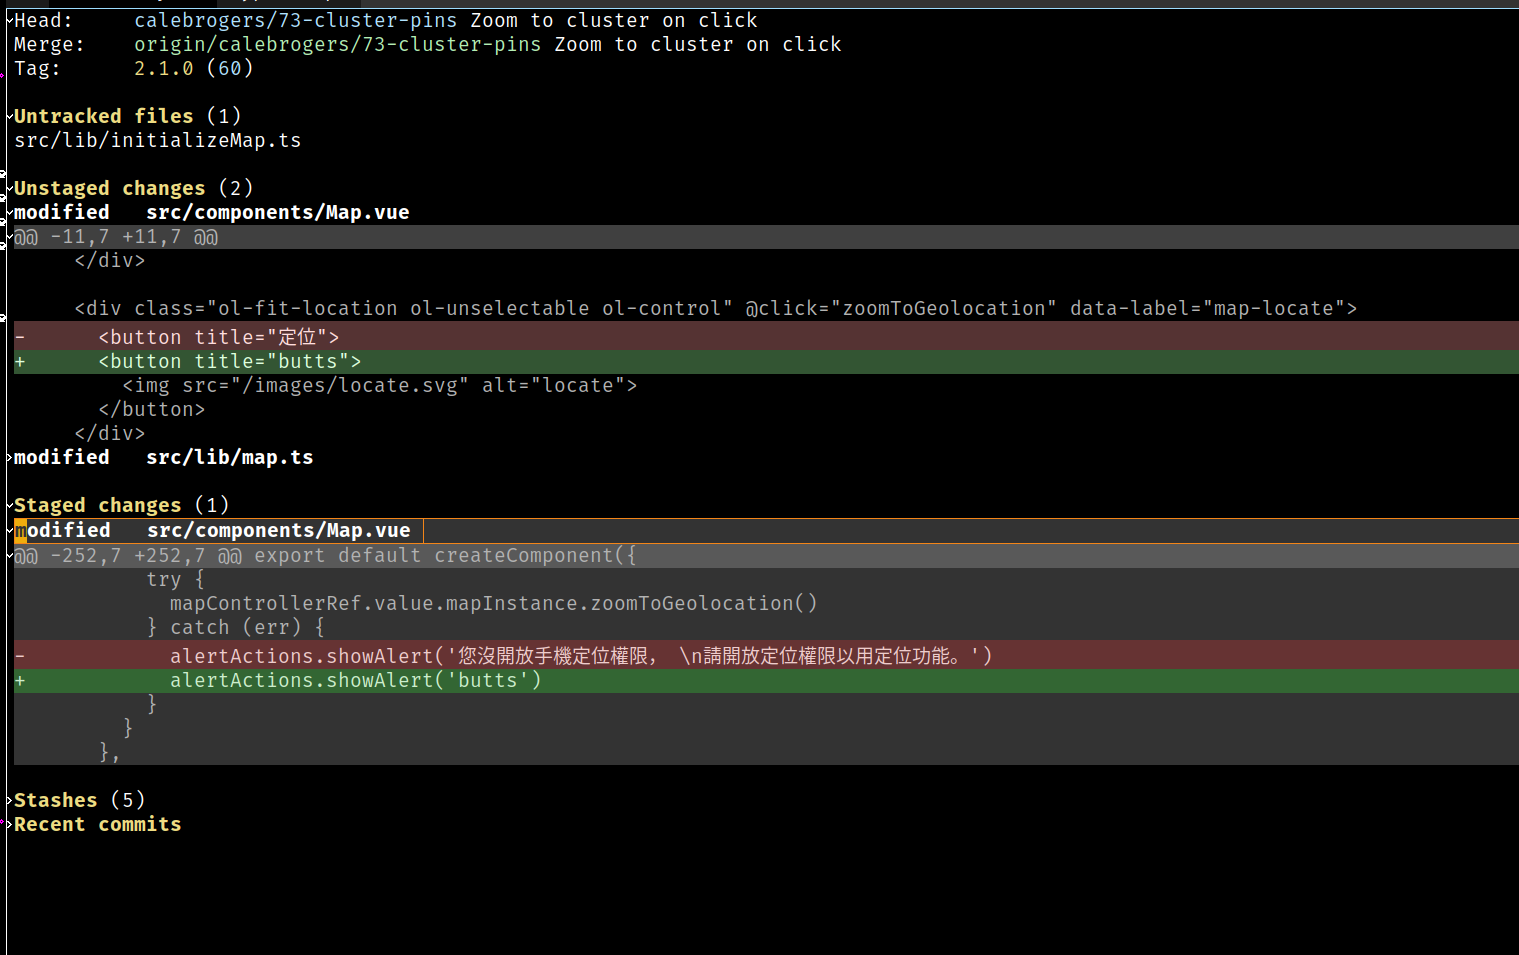 Head:     calebrogers/73-cluster-pins Zoom to cluster on click
Merge:    origin/calebrogers/73-cluster-pins Zoom to cluster on click
Tag:      2.1.0 (60)
Untracked files (1)
src/lib/initializeMap.ts
Unstaged changes (2)
modified   src/components/Map.vue
@@ -11,7 +11,7 @@
     </div>
     <div class="ol-fit-location ol-unselectable ol-control" @click="zoomToGeolocation" data-label="map-locate">
-      <button title="定位">
+      <button title="butts">
         <img src="/images/locate.svg" alt="locate">
       </button>
     </div>
modified   src/lib/map.ts
Staged changes (1)
modified   src/components/Map.vue
@@ -252,7 +252,7 @@ export default createComponent({
           try {
             mapControllerRef.value.mapInstance.zoomToGeolocation()
           } catch (err) {
-            alertActions.showAlert('您沒開放手機定位權限， \n請開放定位權限以用定位功能。')
+            alertActions.showAlert('butts')
           }
         }
       },
Stashes (5)
Recent commits